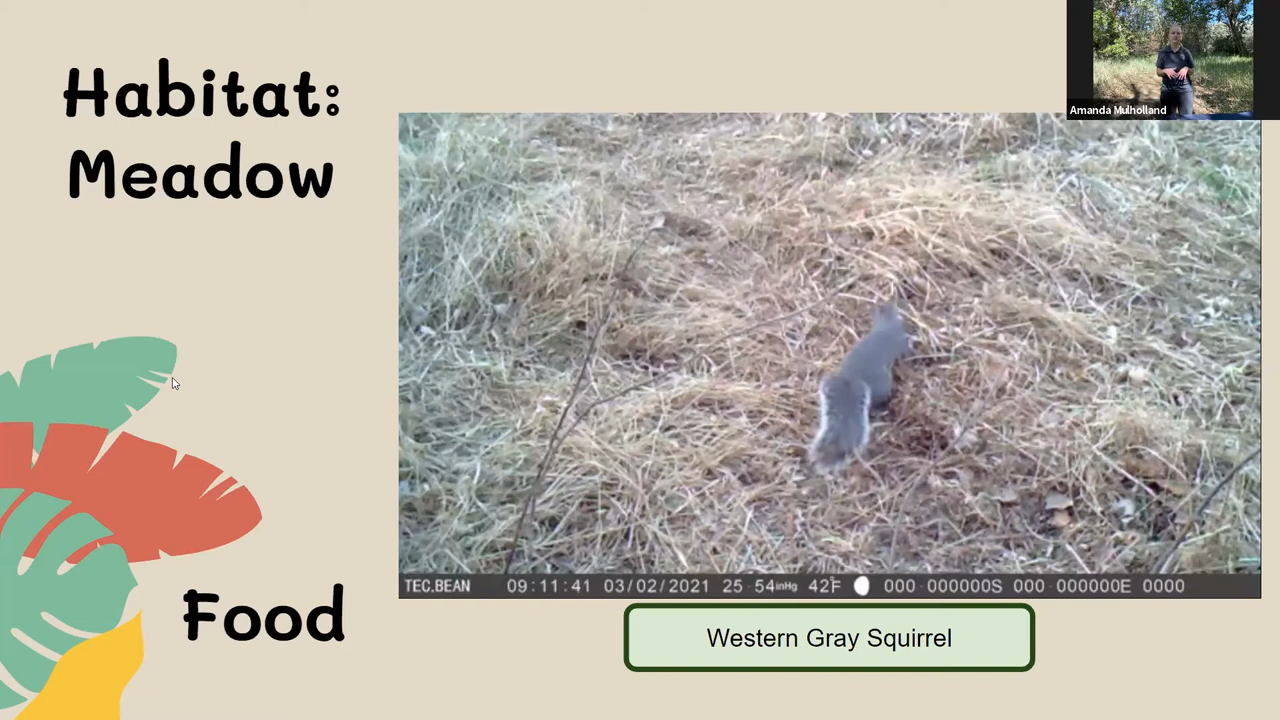 Habitat:
Meadow
Amanda Mulholland
TEC.BEAN 09:11:41 03/02/2021 25·54inHg 42°F 000·000000S 000·000000E 0000
Western Gray Squirrel
Food